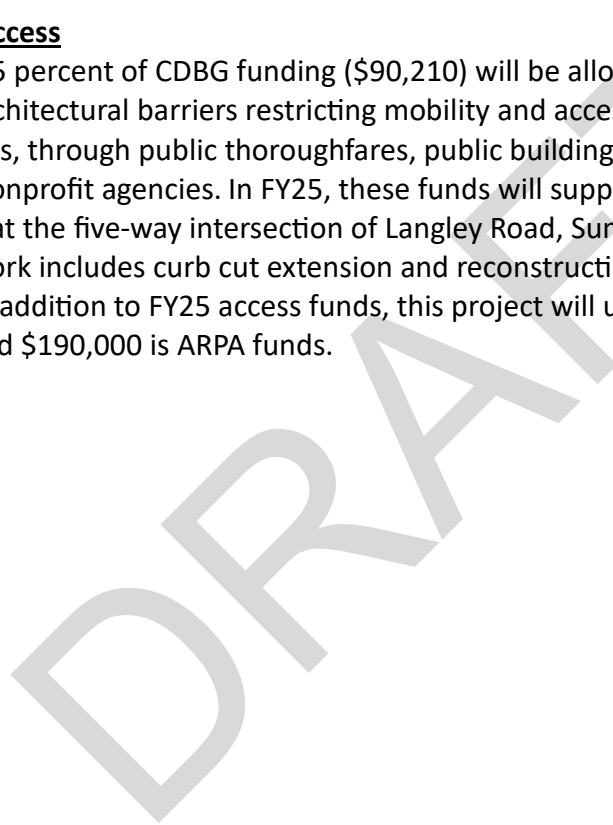 ccess
5 percent of CDBG funding ($90,210) will be allo
chitectural barriers restricting mobility and acce
s, through public thoroughfares, public building
onprofit agencies. In FY25, these funds will supp
at the five-way intersection of Langley Road, Sun
ork includes curb cut extension and reconstructi
addition to FY25 access funds, this project will u
d $190,000 is ARPA funds.
DRAF